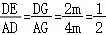 DE/AD = DG/AG = 2m/4m = 1/2